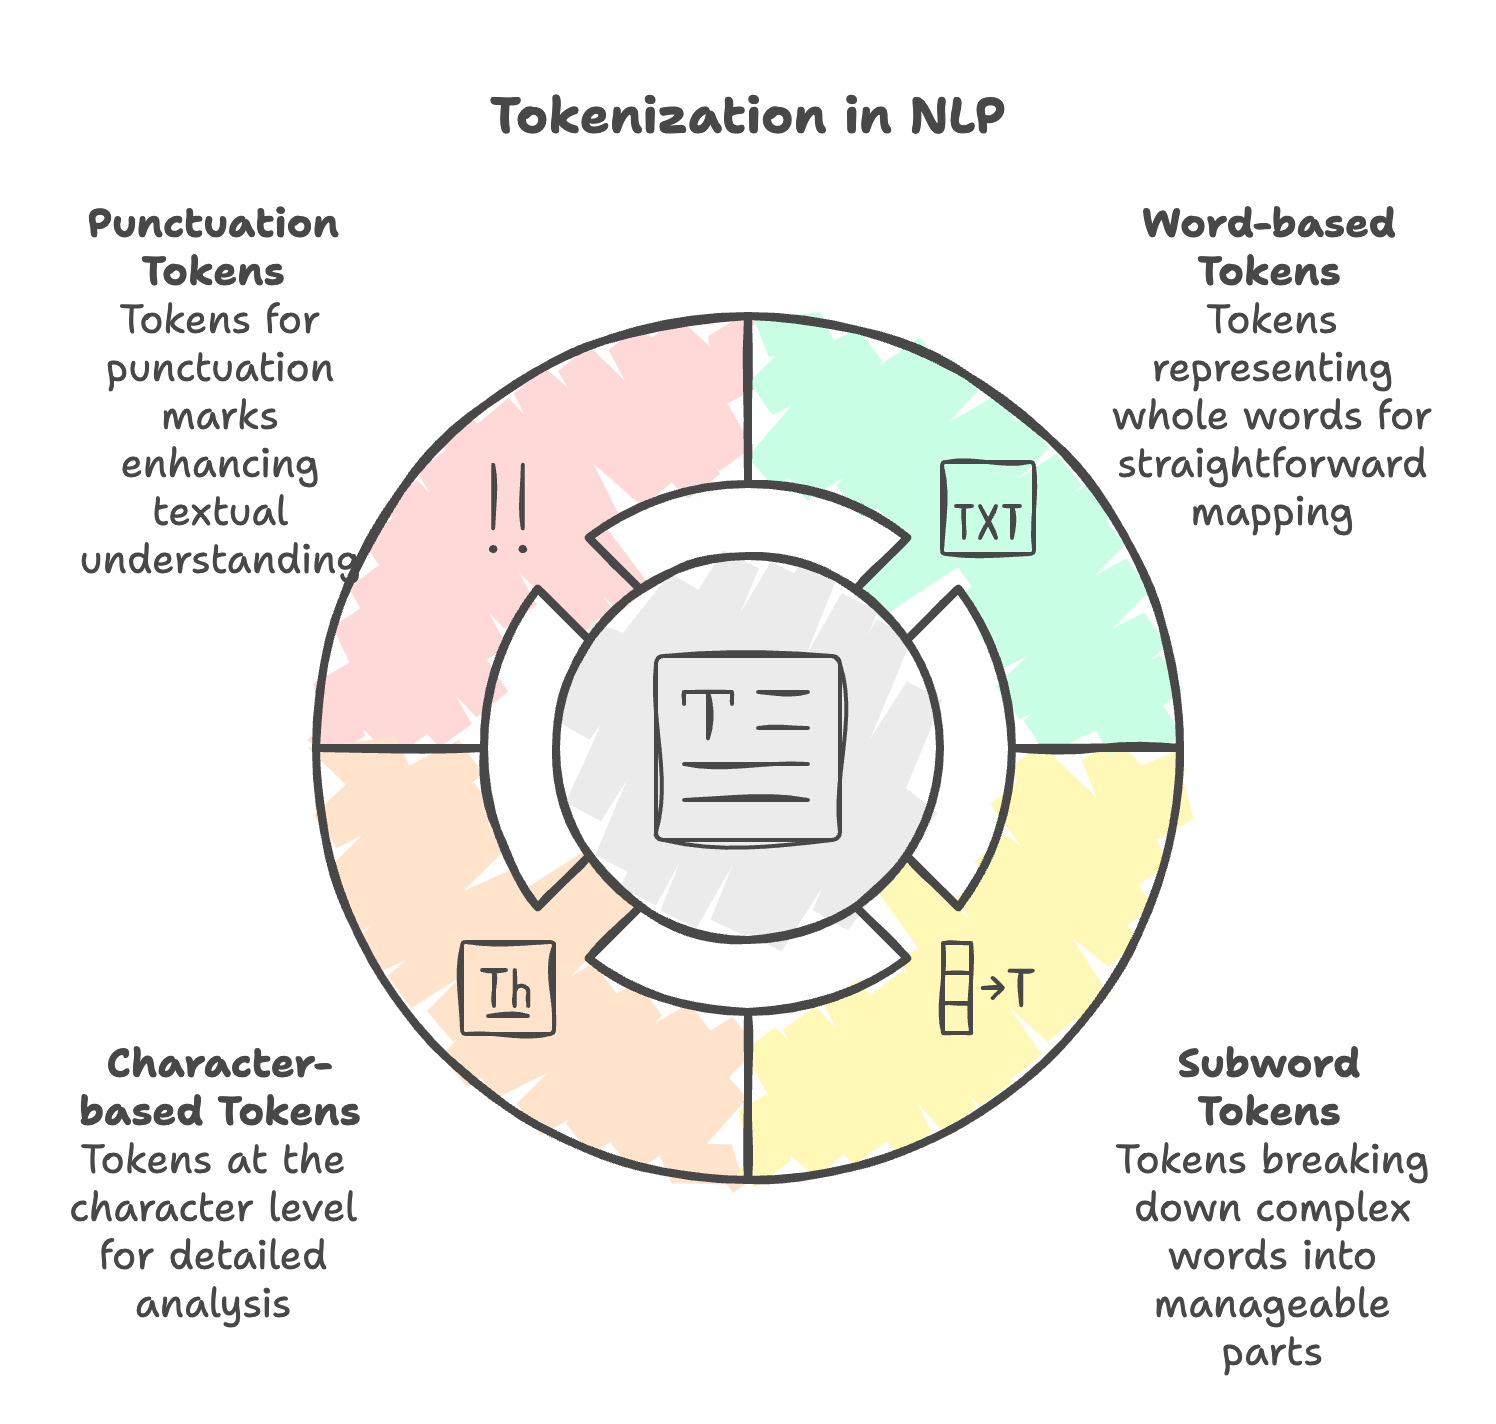 Tokenization in NLP
Punctuation
Tokens
Tokens for
punctuation
marks
enhancing
textual
understanding
Word-based
Tokens
Tokens
representing
whole words for
straightforward
mapping
!!
TXT
T
Th
→T
Character-
based Tokens
Tokens at the
character level
for detailed
analysis
Subword
Tokens
Tokens breaking
down complex
words into
manageable
parts